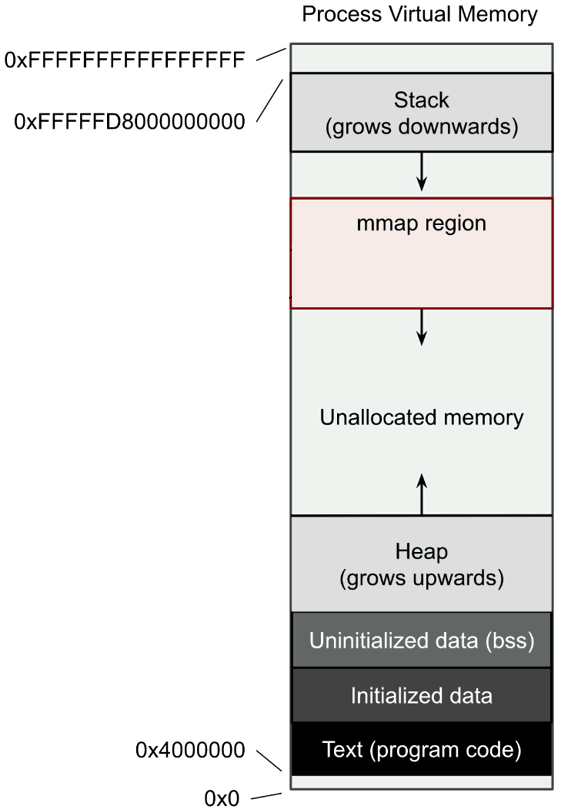 Process Virtual Memory
0xFFFFFFFFFFFFFFFF
0xFFFFFD8000000000
Stack
(grows downwards)
mmap region
Unallocated memory
Heap
(grows upwards)
Uninitialized data (bss)
Initialized data
0x4000000
Text (program code)
0x0